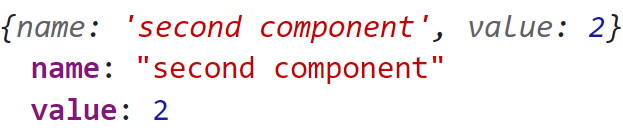 {name: 'second component', value: 2}
name: "second component"
value: 2